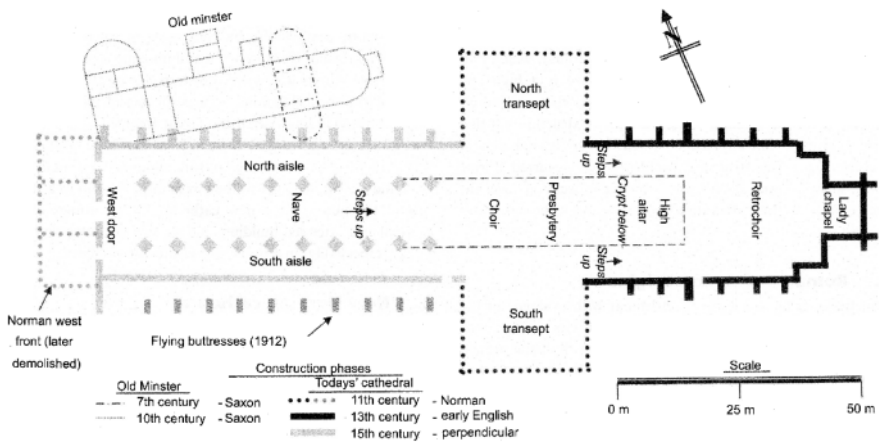 Old minster
N
North
transept
North aisle
Steps
up
West door
Nave
Steps up
Choir
Presbytery
Crypt below
High
aitar
Retrochoir
Lady
chapel
South aisle
Steps
up
South
transept
Norman west
front (later
demolished)
Flying buttresses (1912)
Construction phases
Old Minster
7th century - Saxon
10th century - Saxon
Todays' cathedral
11th century - Norman
13th century - early English
15th century - perpendicular
Scale
0 m 25 m 50 m